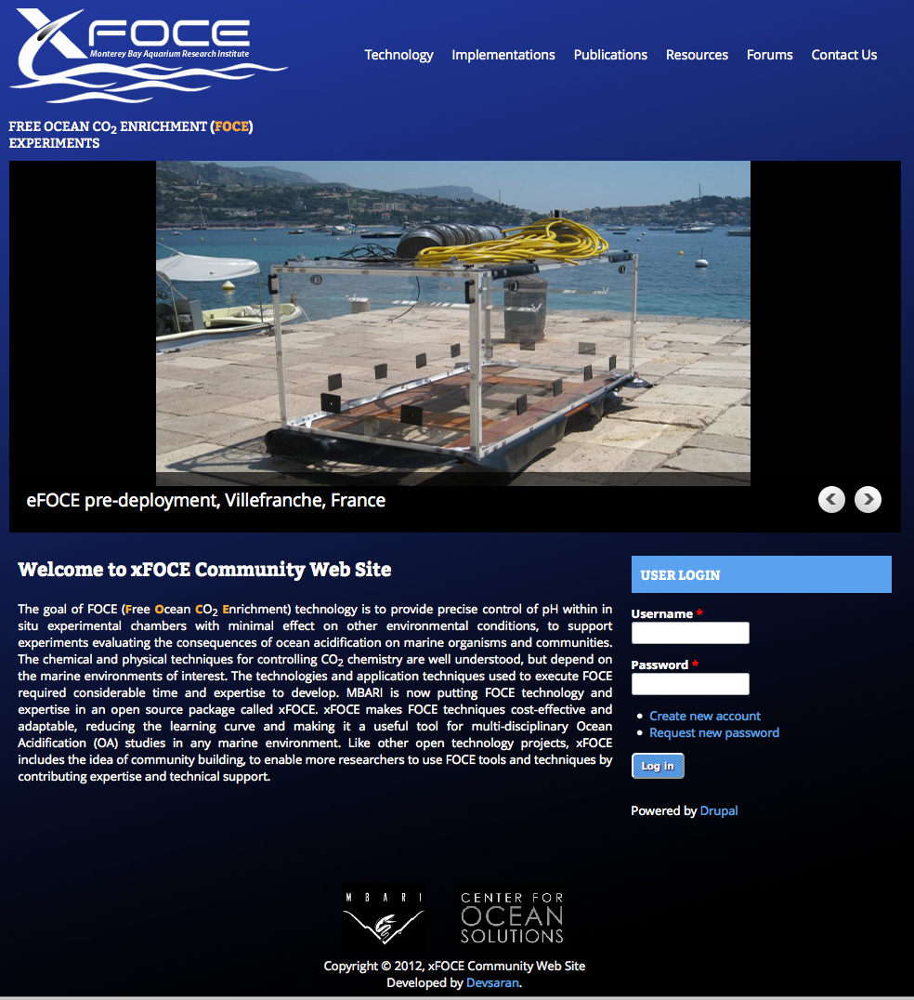 XFOCE
Monterey Bay Aquarium Research Institute
Technology Implementations Publications Resources Forums Contact Us
FREE OCEAN CO2 ENRICHMENT (FOCE)
EXPERIMENTS
eFOCE pre-deployment, Villefranche, France
Welcome to xFOCE Community Web Site
The goal of FOCE (Free Ocean CO2 Enrichment) technology is to provide precise control of pH within in
situ experimental chambers with minimal effect on other environmental conditions, to support
experiments evaluating the consequences of ocean acidification on marine organisms and communities.
The chemical and physical techniques for controlling CO2 chemistry are well understood, but depend on
the marine environments of interest. The technologies and application techniques used to execute FOCE
required considerable time and expertise to develop. MBARI is now putting FOCE technology and
expertise in an open source package called xFOCE. xFOCE makes FOCE techniques cost-effective and
adaptable, reducing the learning curve and making it a useful tool for multi-disciplinary Ocean
Acidification (OA) studies in any marine environment. Like other open technology projects, xFOCE
includes the idea of community building, to enable more researchers to use FOCE tools and techniques by
contributing expertise and technical support.
USER LOGIN
Username *
Password *
Create new account
Request new password
Log in
Powered by Drupal
MBARI
CENTER FOR
OCEAN
SOLUTIONS
Copyright © 2012, xFOCE Community Web Site
Developed by Devsaran.